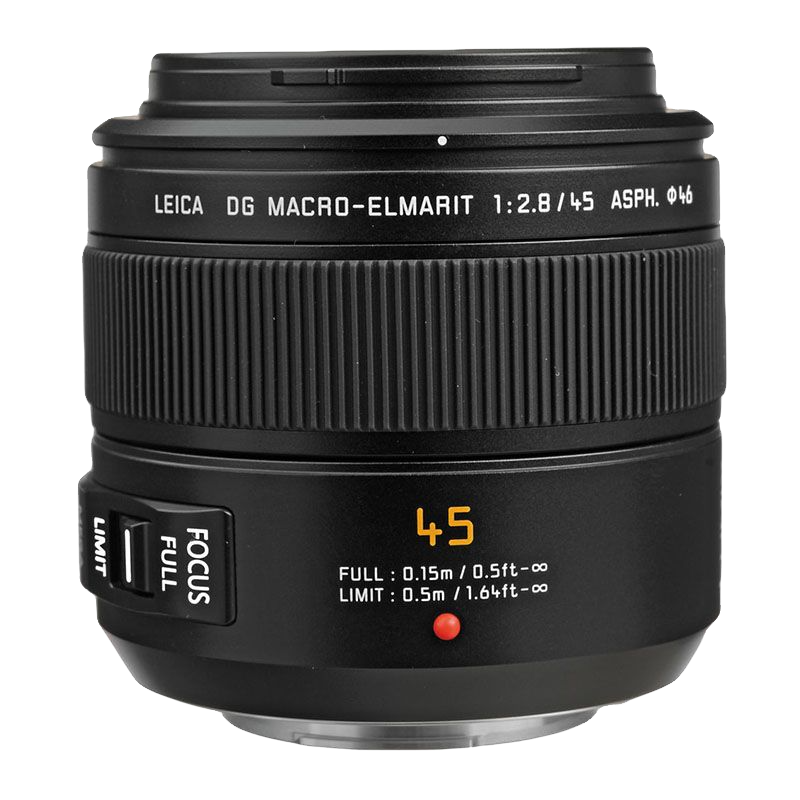 LEICA DG MACRO-ELMARIT 1:2.8/45 ASPH. Φ46
45
FULL : 0.15m / 0.5ft-∞
LIMIT : 0.5m / 1.64ft-∞
FOCUS
FULL
LIMIT